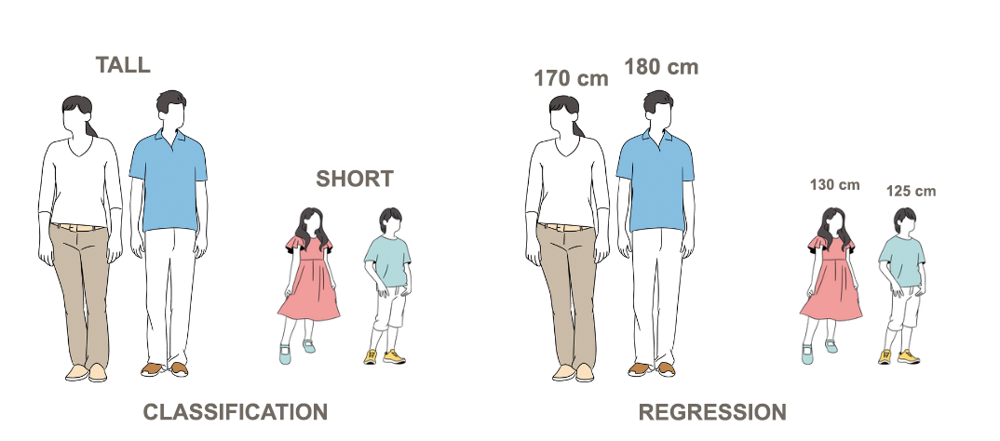 TALL
SHORT
CLASSIFICATION
170 cm
180 cm
130 cm
125 cm
REGRESSION